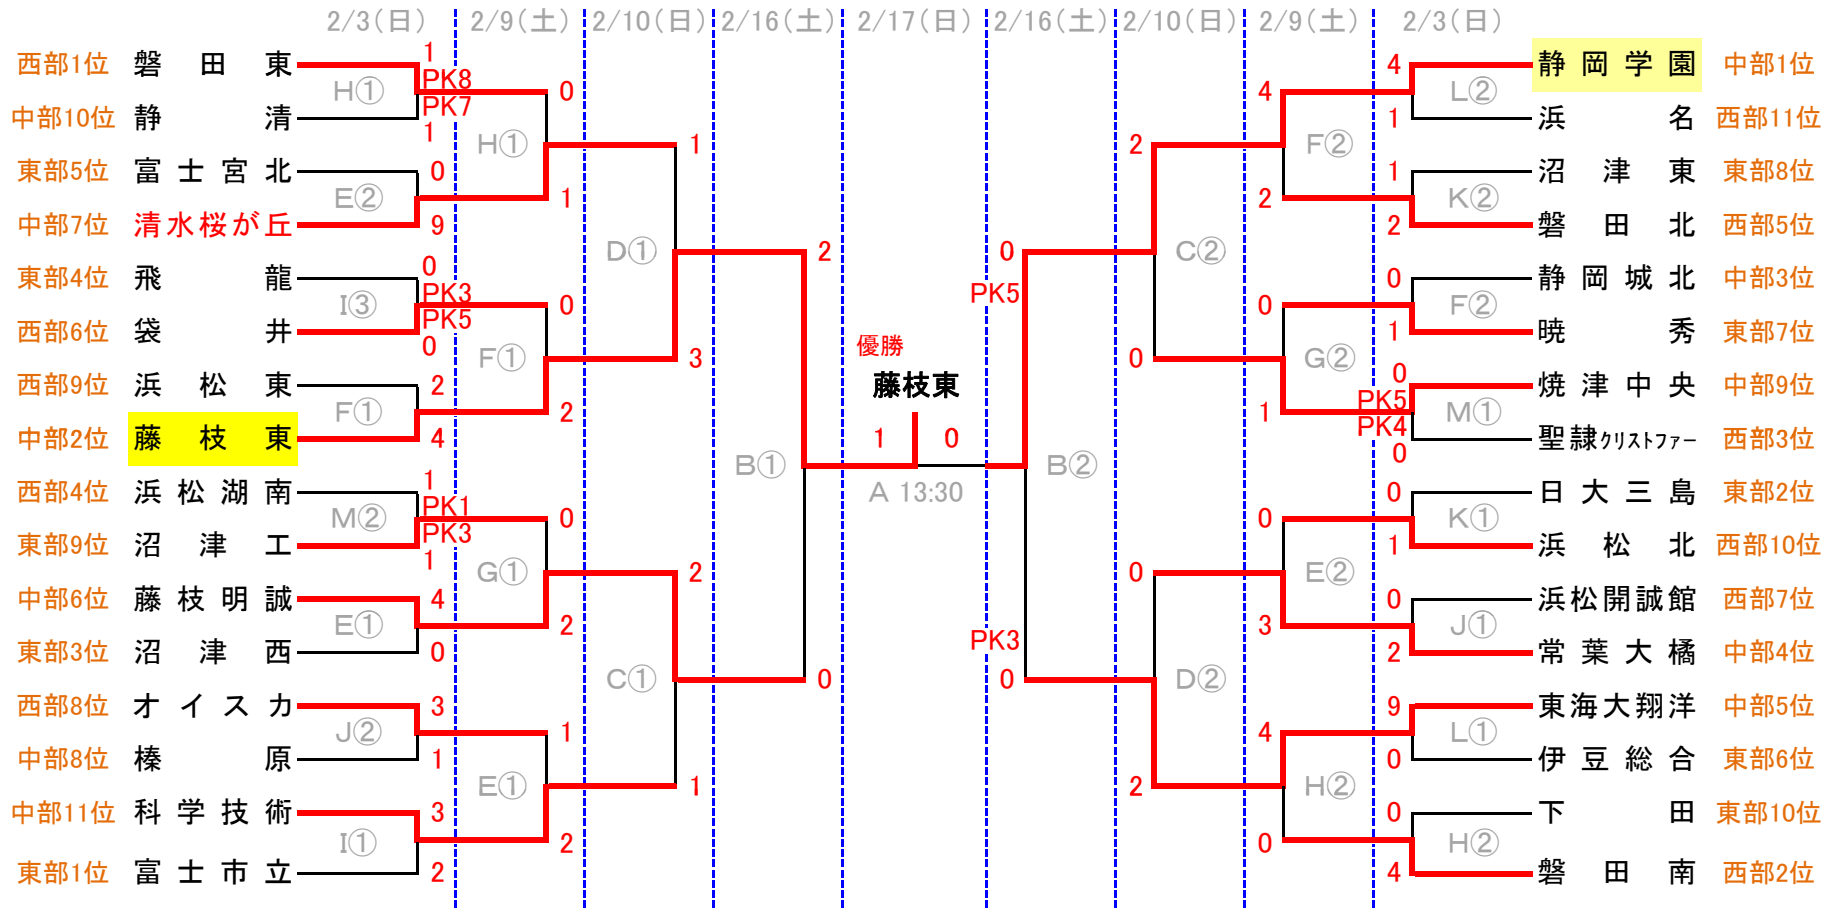 2/3(日) 2/9(土) 2/10(日) 2/16(土) 2/17(日) 2/16(土) 2/10(日) 2/9(土) 2/3(日)
西部1位 磐田東 1
PK8
H① 0
PK7
中部10位 静清 1
H① 1
東部5位 富士宮北 0
E② 1
中部7位 清水桜が丘 9
D① 2
東部4位 飛龍 0
PK3
I③ 0
PK5
西部6位 袋井 0
F① 3
西部9位 浜松東 2
F① 2
中部2位 藤枝東 4
B①
西部4位 浜松湖南 1
PK1
M② 0
PK3
東部9位 沼津工 1
G① 2
中部6位 藤枝明誠 4
E① 2
東部3位 沼津西 0
C① 0
西部8位 オイスカ 3
J② 1
中部8位 榛原 1
E① 1
中部11位 科学技術 3
I① 2
東部1位 富士市立 2
優勝
藤枝東
1 0
A 13:30
4 静岡学園 中部1位
4 L②
1 浜名 西部11位
2 F②
1 沼津東 東部8位
2 K②
2 磐田北 西部5位
0 C②
PK5
0 静岡城北 中部3位
0 F②
1 暁秀 東部7位
0 G②
0 焼津中央 中部9位
PK5
1 M①
PK4
0 聖隷クリストファー 西部3位
B②
0 日大三島 東部2位
0 K①
1 浜松北 西部10位
0 E②
0 浜松開誠館 西部7位
3 J①
2 常葉大橘 中部4位
PK3
0 D②
9 東海大翔洋 中部5位
4 L①
0 伊豆総合 東部6位
2 H②
0 下田 東部10位
0 H②
4 磐田南 西部2位